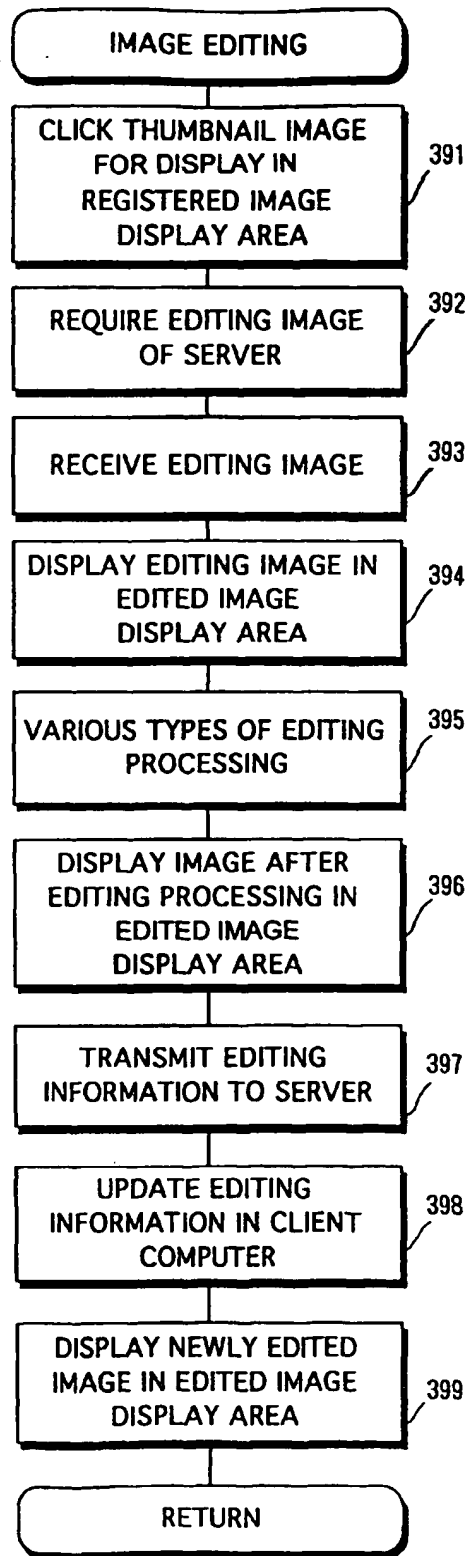 IMAGE EDITING
CLICK THUMBNAIL IMAGE
FOR DISPLAY IN
REGISTERED IMAGE
DISPLAY AREA
391
REQUIRE EDITING IMAGE
OF SERVER
392
RECEIVE EDITING IMAGE
393
DISPLAY EDITING IMAGE IN
EDITED IMAGE
DISPLAY AREA
394
VARIOUS TYPES OF EDITING
PROCESSING
395
DISPLAY IMAGE AFTER
EDITING PROCESSING IN
EDITED IMAGE
DISPLAY AREA
396
TRANSMIT EDITING
INFORMATION TO SERVER
397
UPDATE EDITING
INFORMATION IN CLIENT
COMPUTER
398
DISPLAY NEWLY EDITED
IMAGE IN EDITED IMAGE
DISPLAY AREA
399
RETURN